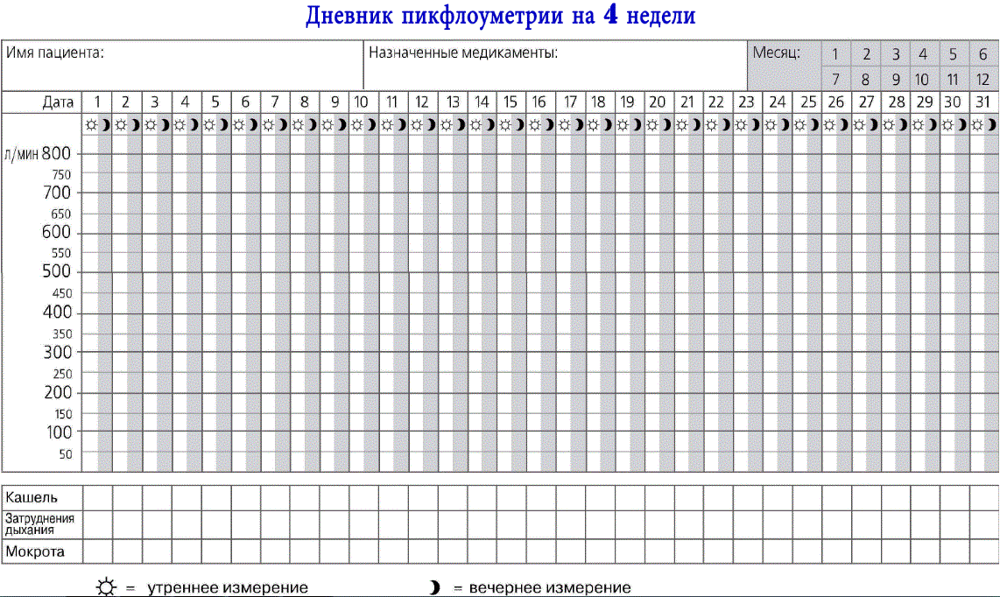 Дневник пикфлоуметрии на 4 недели
Имя пациента: Назначенные медикаменты: Месяц: 1 2 3 4 5 6
7 8 9 10 11 12
Дата 1 2 3 4 5 6 7 8 9 10 11 12 13 14 15 16 17 18 19 20 21 22 23 24 25 26 27 28 29 30 31
л/мин 800
750
700
650
600
550
500
450
400
350
300
250
200
150
100
50
Кашель
Затруднения
дыхания
Мокрота
= утреннее измерение = вечернее измерение